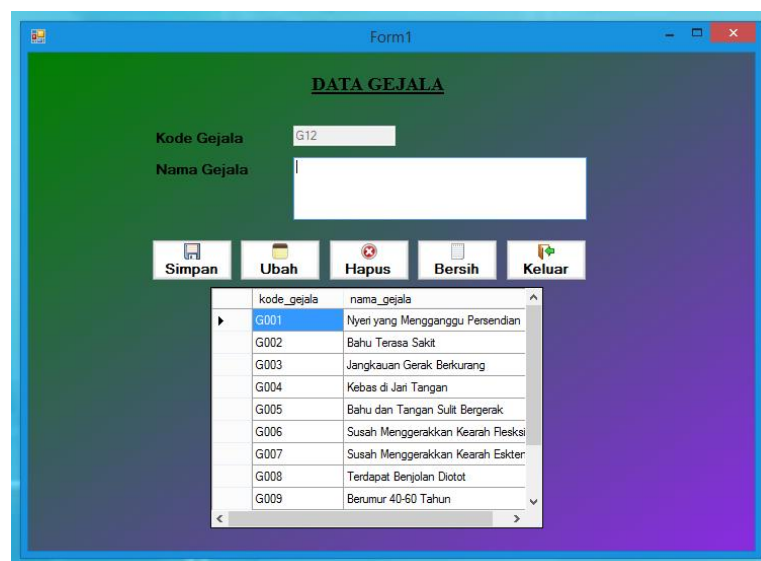 Form1
DATA GEJALA
Kode Gejala G12
Nama Gejala
Simpan Ubah Hapus Bersih Keluar
kode_gejala nama_gejala
G001 Nyeri yang Mengganggu Persendian
G002 Bahu Terasa Sakit
G003 Jangkauan Gerak Berkurang
G004 Kebas di Jari Tangan
G005 Bahu dan Tangan Sulit Bergerak
G006 Susah Menggerakkan Kearah Flesksi
G007 Susah Menggerakkan Kearah Eskten
G008 Terdapat Benjolan Diotot
G009 Berumur 40-60 Tahun